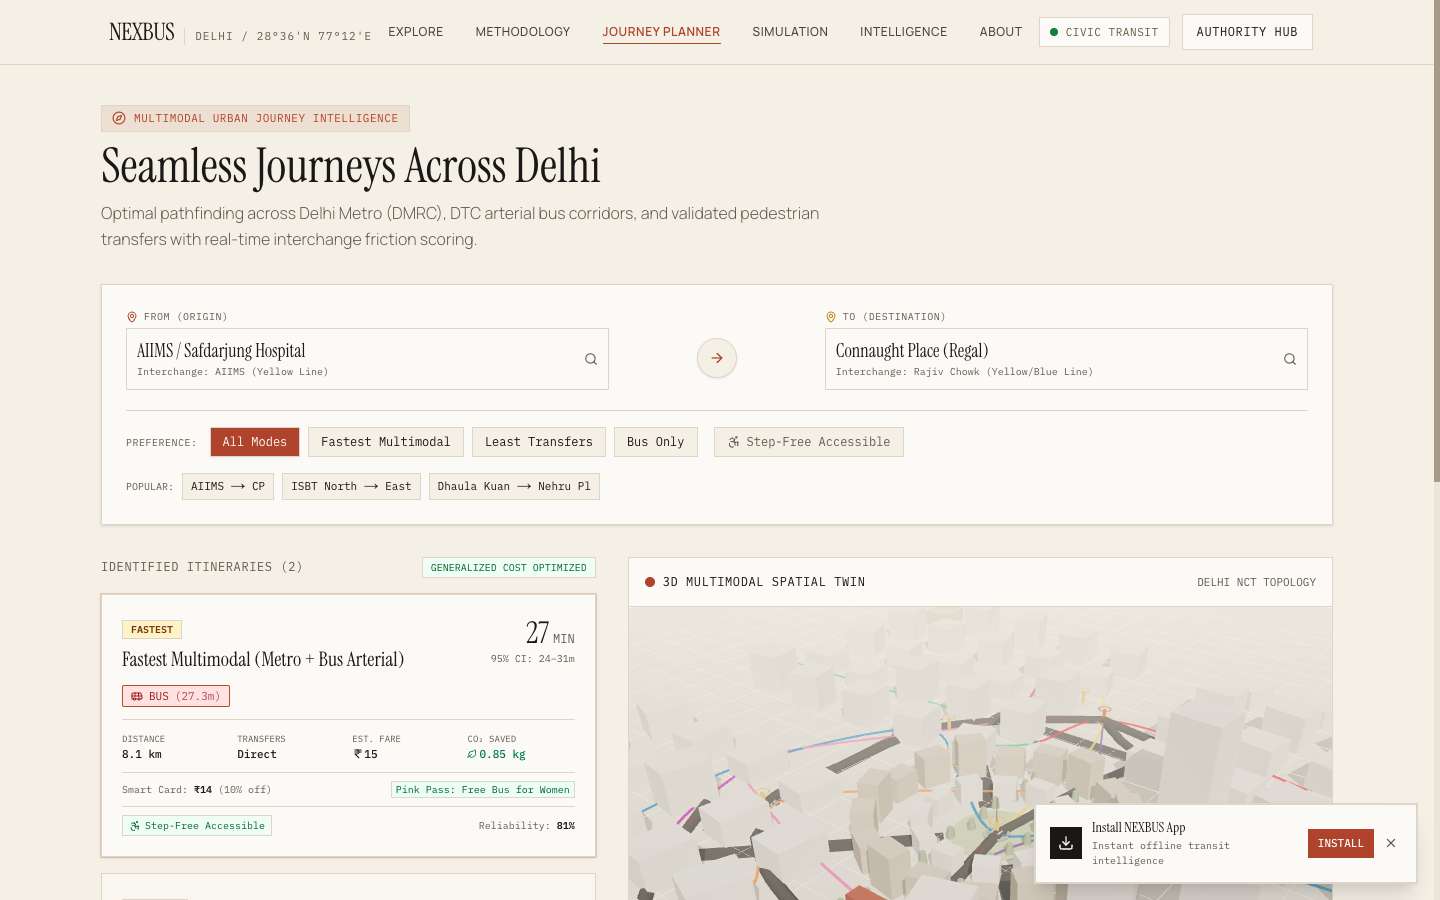 NEXBUS
DELHI / 28°36'N 77°12'E
EXPLORE
METHODOLOGY
JOURNEY PLANNER
SIMULATION
INTELLIGENCE
ABOUT
CIVIC TRANSIT
AUTHORITY HUB
MULTIMODAL URBAN JOURNEY INTELLIGENCE
Seamless Journeys Across Delhi
Optimal pathfinding across Delhi Metro (DMRC), DTC arterial bus corridors, and validated pedestrian
transfers with real-time interchange friction scoring.
FROM (ORIGIN)
AIIMS / Safdarjung Hospital
Interchange: AIIMS (Yellow Line)
TO (DESTINATION)
Connaught Place (Regal)
Interchange: Rajiv Chowk (Yellow/Blue Line)
PREFERENCE:
All Modes
Fastest Multimodal
Least Transfers
Bus Only
Step-Free Accessible
POPULAR:
AIIMS ⟶ CP
ISBT North ⟶ East
Dhaula Kuan ⟶ Nehru Pl
IDENTIFIED ITINERARIES (2)
GENERALIZED COST OPTIMIZED
FASTEST
27 MIN
Fastest Multimodal (Metro + Bus Arterial)
95% CI: 24–31m
BUS (27.3m)
DISTANCE
8.1 km
TRANSFERS
Direct
EST. FARE
₹15
CO₂ SAVED
0.85 kg
Smart Card: ₹14 (10% off)
Pink Pass: Free Bus for Women
Step-Free Accessible
Reliability: 81%
3D MULTIMODAL SPATIAL TWIN
DELHI NCT TOPOLOGY
Install NEXBUS App
Instant offline transit
intelligence
INSTALL